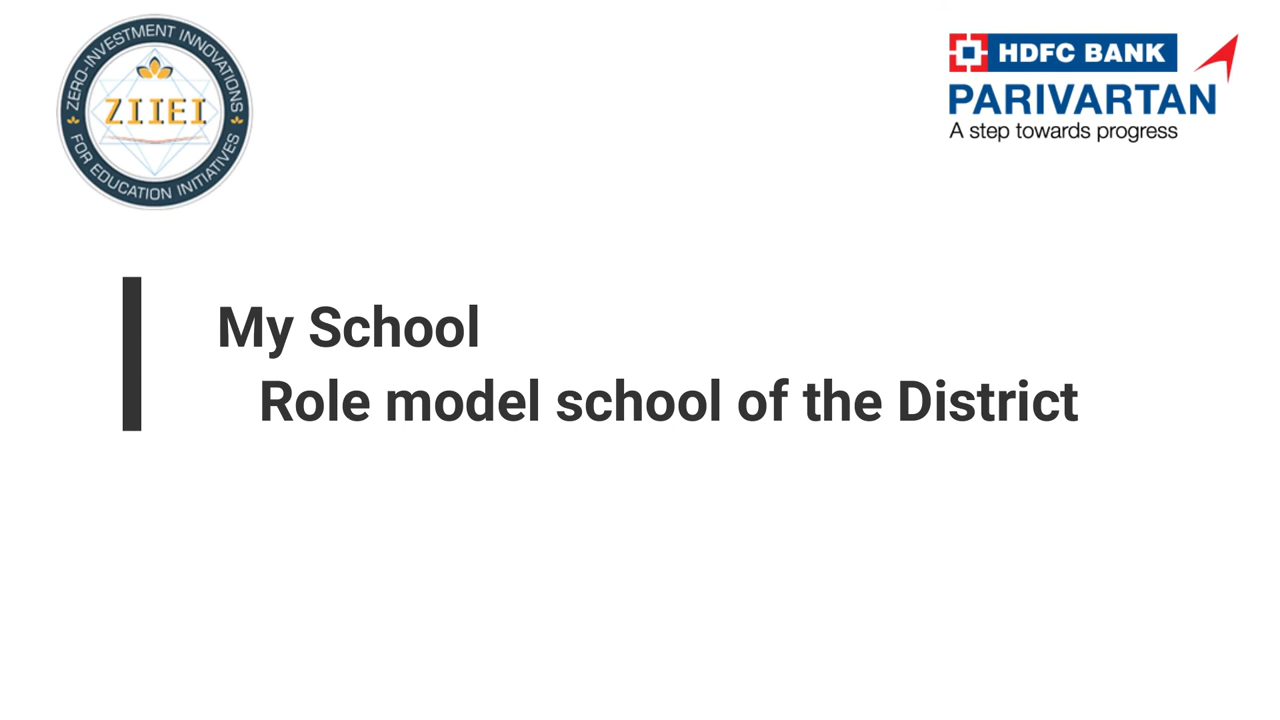 ZERO-INVESTMENT INNOVATIONS
ZIIEI
FOR EDUCATION INITIATIVES
HDFC BANK
PARIVARTAN
A step towards progress
My School
Role model school of the District